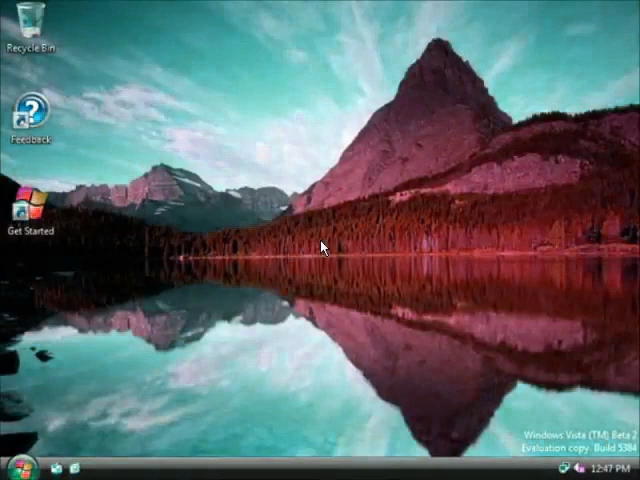 Recycle Bin
Feedback
Get Started
Windows Vista (TM) Beta 2
Evaluation copy. Build 5384
12:47 PM